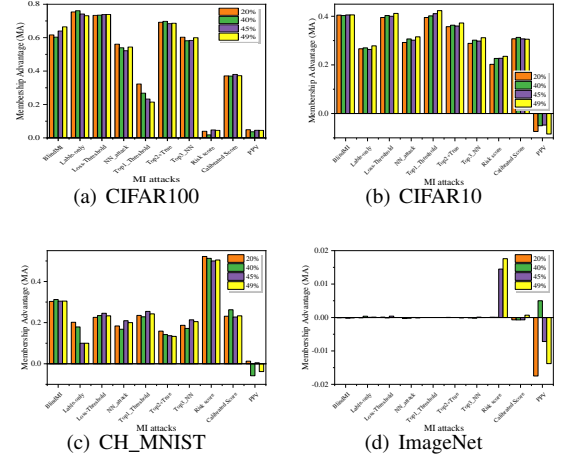 Membership Advantage (MA)
0.8
0.6
0.4
0.2
0.0
20%
40%
45%
49%
BlindMI
Lable-only
Loss-Threshold
NN_attack
Top1_Threshold
Top2+True
Top3_NN
Risk score
Calibrated Score
PPV
MI attacks
(a) CIFAR100
Membership Advantage (MA)
0.4
0.2
0.0
20%
40%
45%
49%
BlindMI
Lable-only
Loss-Threshold
NN_attack
Top1_Threshold
Top2+True
Top3_NN
Risk score
Calibrated Score
PPV
MI attacks
(b) CIFAR10
Membership Advantage (MA)
0.4
0.2
0.0
20%
40%
45%
49%
BlindMI
Lable-only
Loss-Threshold
NN_attack
Top1_Threshold
Top2+True
Top3_NN
Risk score
Calibrated Score
PPV
MI attacks
(c) CH_MNIST
Membership Advantage (MA)
0.02
0.01
0.00
-0.01
-0.02
20%
40%
45%
49%
BlindMI
Lable-only
Loss-Threshold
NN_attack
Top1_Threshold
Top2+True
Top3_NN
Risk score
Calibrated Score
PPV
MI attacks
(d) ImageNet